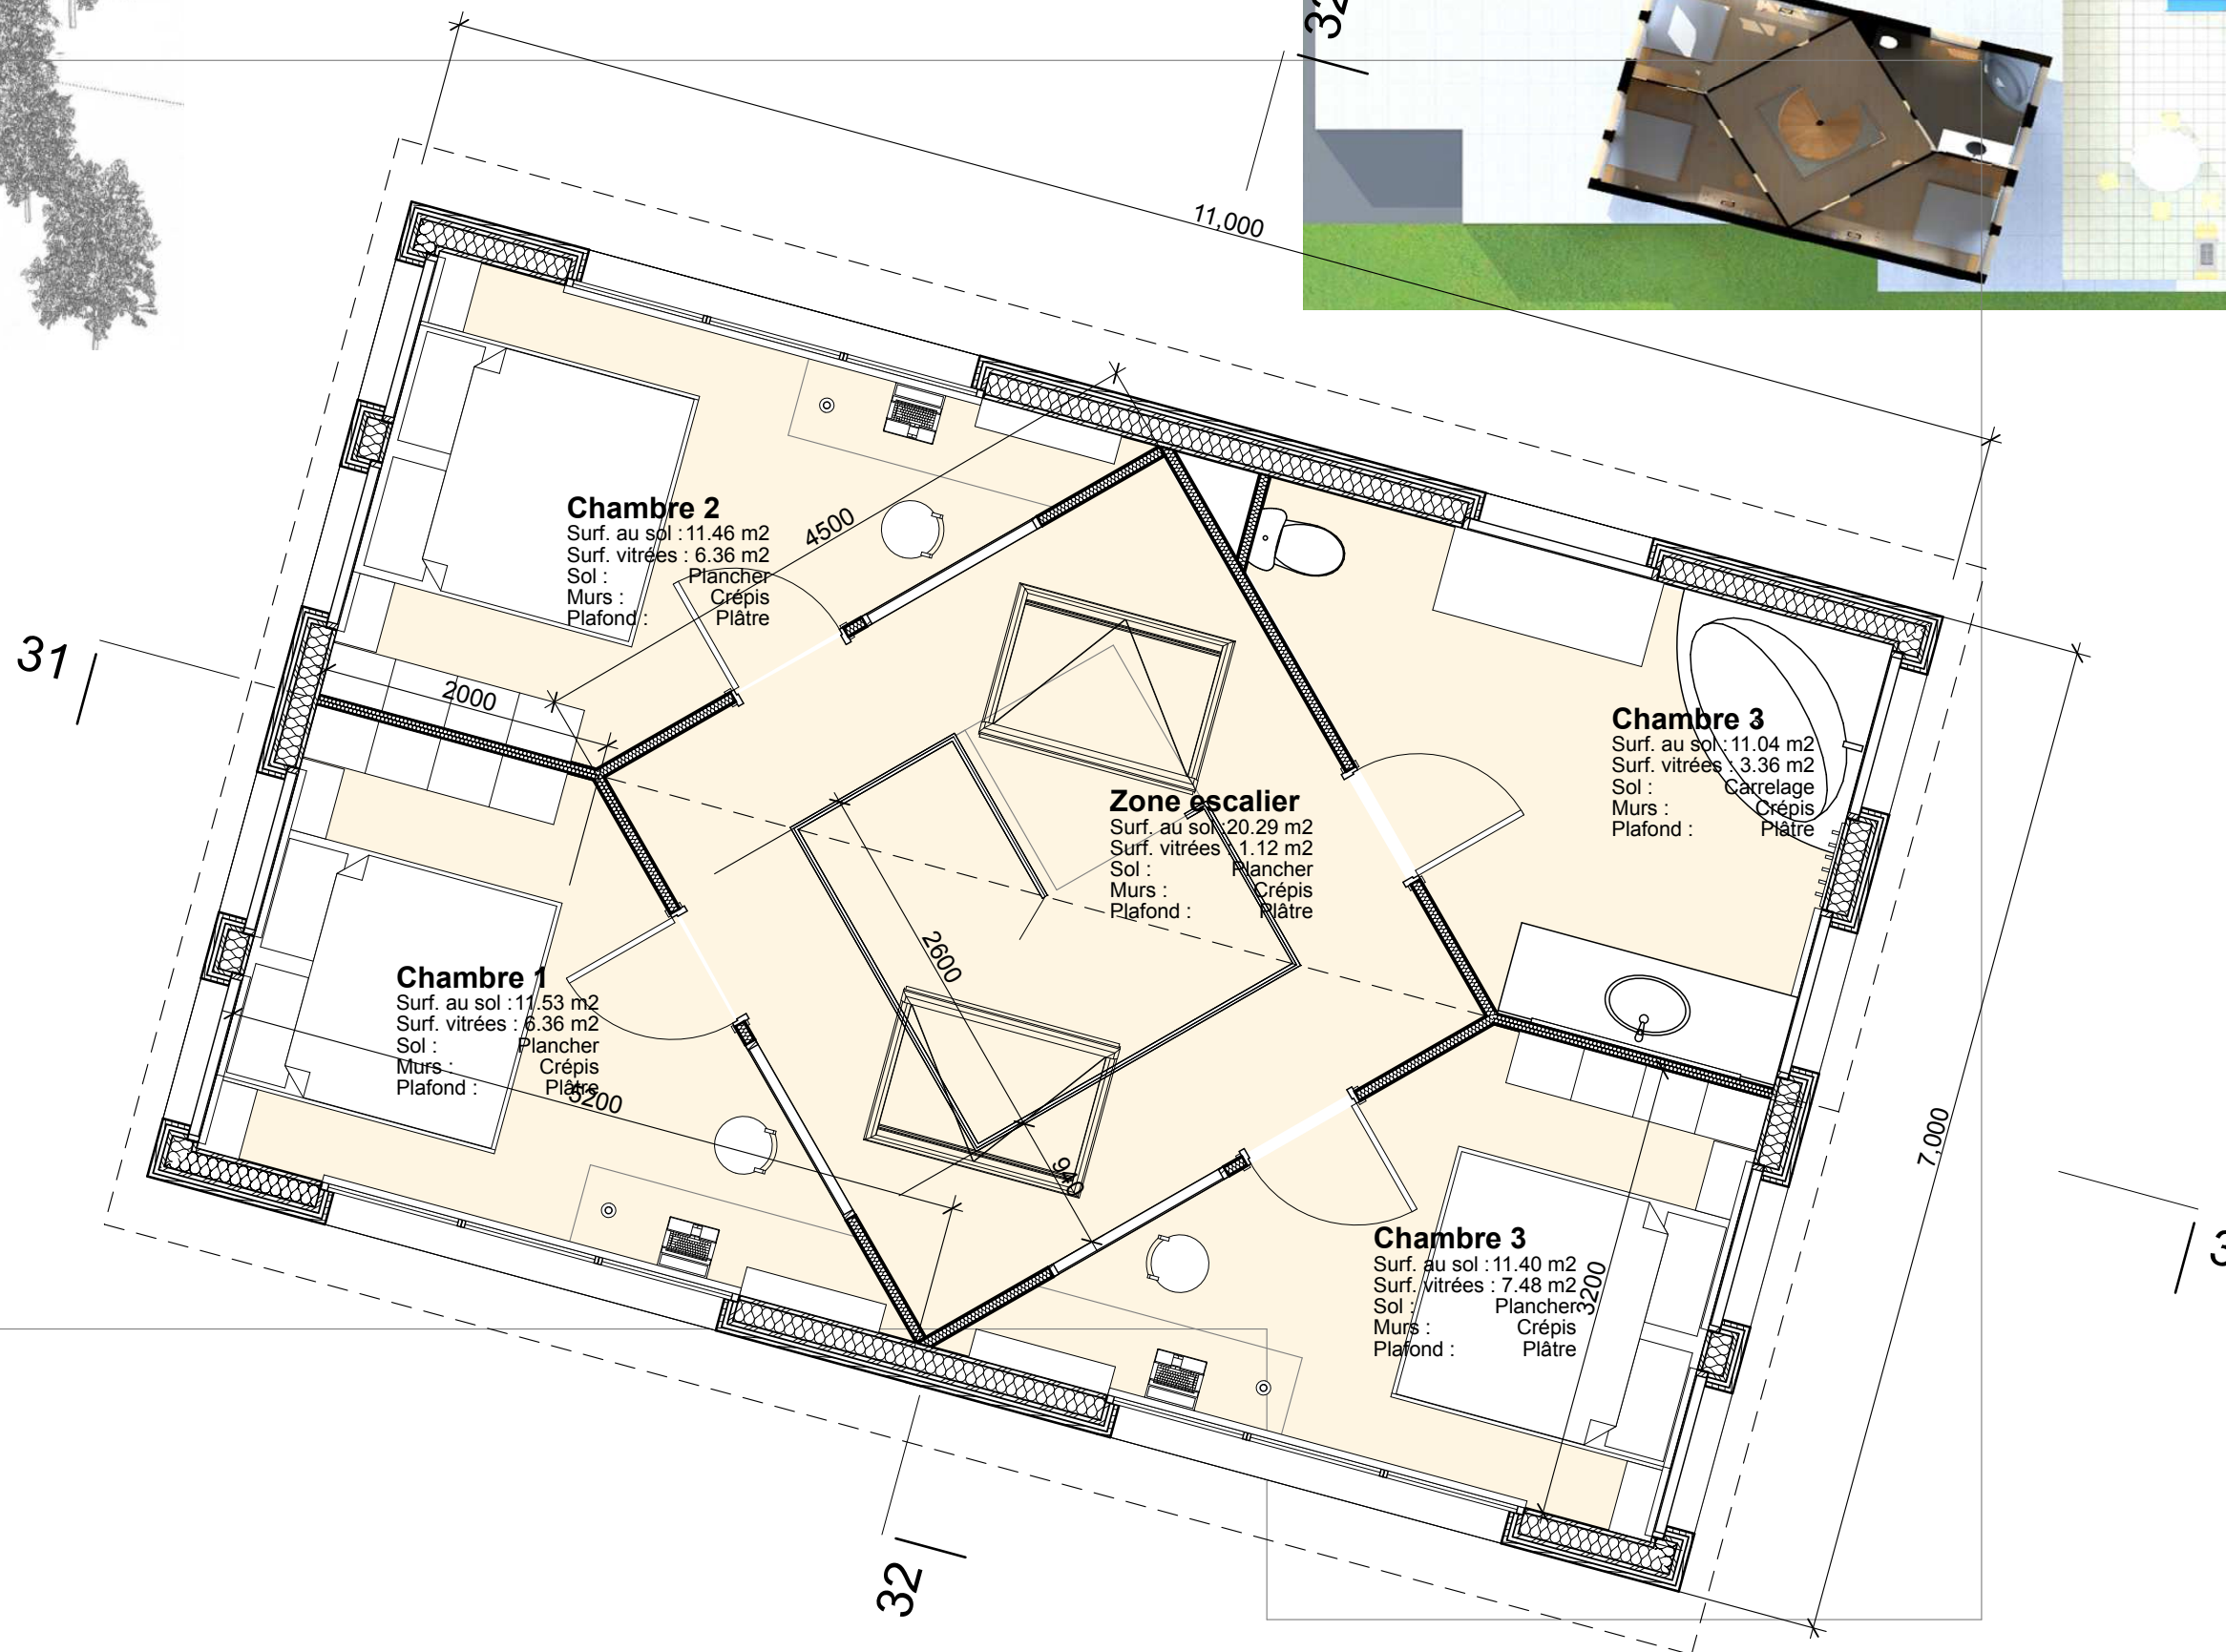 32
11,000
Chambre 2
Surf. au sol : 11.46 m2
Surf. vitrées : 6.36 m2
Sol : Plancher
Murs : Crépis
Plafond : Plâtre
4500
31
2000
Chambre 3
Surf. au sol : 11.04 m2
Surf. vitrées : 3.36 m2
Sol : Carrelage
Murs : Crépis
Plafond : Plâtre
Zone escalier
Surf. au sol : 20.29 m2
Surf. vitrées : 1.12 m2
Sol : Plancher
Murs : Crépis
Plafond : Plâtre
2600
Chambre 1
Surf. au sol : 11.53 m2
Surf. vitrées : 6.36 m2
Sol : Plancher
Murs : Crépis
Plafond : Plâtre
5200
940
7,000
Chambre 3
Surf. au sol : 11.40 m2
Surf. vitrées : 7.48 m2
Sol : Plancher
Murs : Crépis
Plafond : Plâtre
3200
32